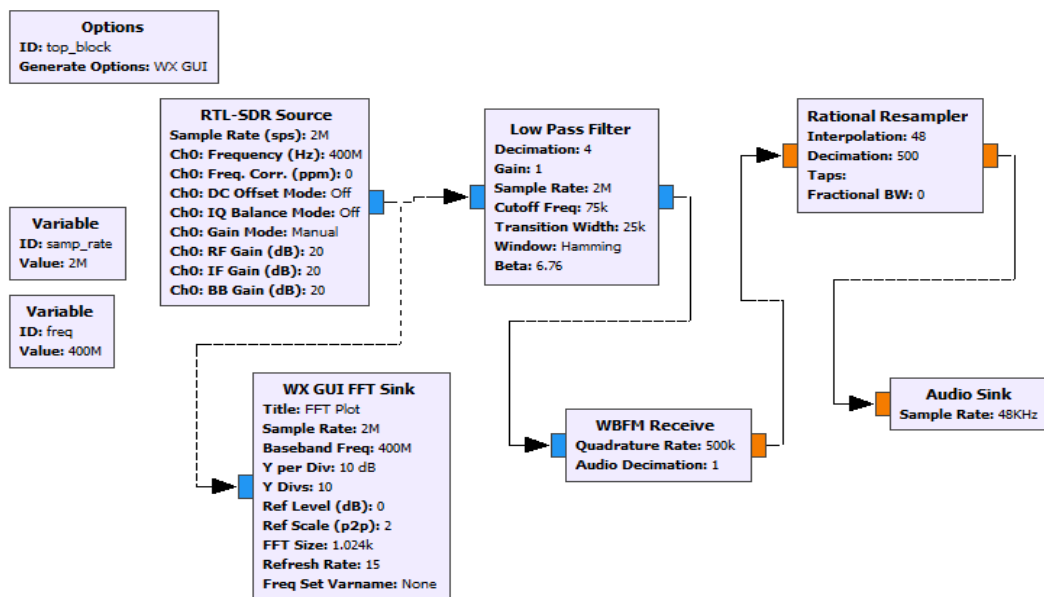 Options
ID: top_block
Generate Options: WX GUI
RTL-SDR Source
Sample Rate (sps): 2M
Ch0: Frequency (Hz): 400M
Ch0: Freq. Corr. (ppm): 0
Ch0: DC Offset Mode: Off
Ch0: IQ Balance Mode: Off
Ch0: Gain Mode: Manual
Ch0: RF Gain (dB): 20
Ch0: IF Gain (dB): 20
Ch0: BB Gain (dB): 20
Low Pass Filter
Decimation: 4
Gain: 1
Sample Rate: 2M
Cutoff Freq: 75k
Transition Width: 25k
Window: Hamming
Beta: 6.76
Rational Resampler
Interpolation: 48
Decimation: 500
Taps:
Fractional BW: 0
Variable
ID: samp_rate
Value: 2M
Variable
ID: freq
Value: 400M
WX GUI FFT Sink
Title: FFT Plot
Sample Rate: 2M
Baseband Freq: 400M
Y per Div: 10 dB
Y Divs: 10
Ref Level (dB): 0
Ref Scale (p2p): 2
FFT Size: 1.024k
Refresh Rate: 15
Freq Set Varname: None
WBFM Receive
Quadrature Rate: 500k
Audio Decimation: 1
Audio Sink
Sample Rate: 48KHz